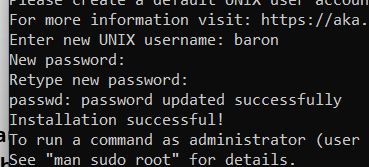 Please create a default UNIX user accoun
For more information visit: https://aka.
Enter new UNIX username: baron
New password:
Retype new password:
passwd: password updated successfully
Installation successful!
To run a command as administrator (user
See "man sudo_root" for details.